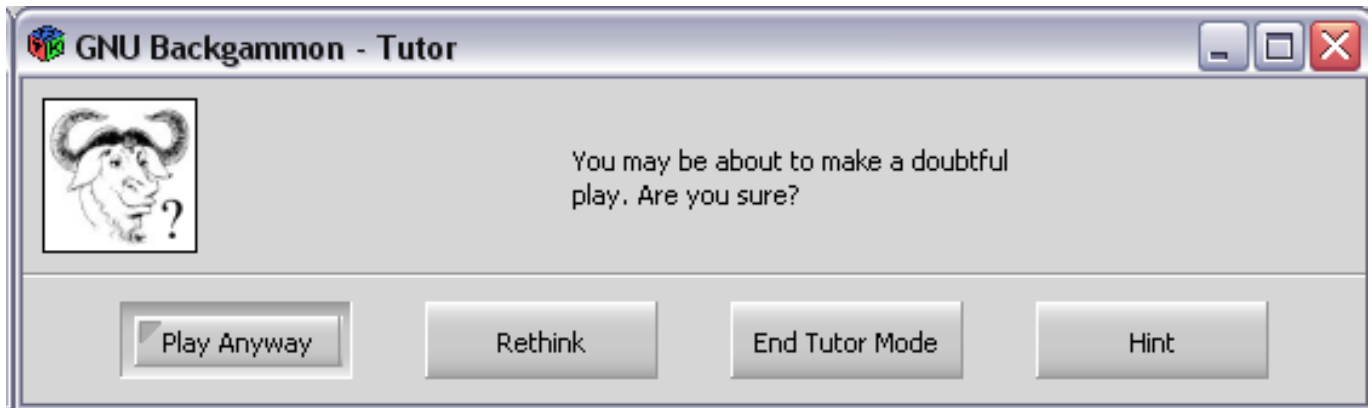 GNU Backgammon - Tutor
You may be about to make a doubtful
play. Are you sure?
?
Play Anyway
Rethink
End Tutor Mode
Hint